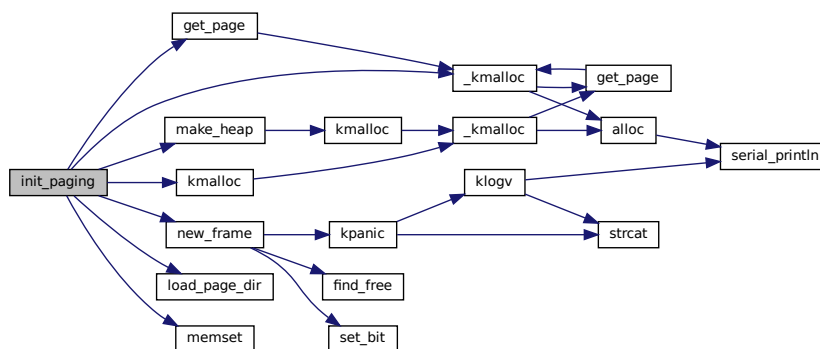 get_page
_kmalloc
get_page
make_heap
kmalloc
_kmalloc
alloc
serial_println
init_paging
kmalloc
klogv
new_frame
kpanic
strcat
load_page_dir
find_free
memset
set_bit